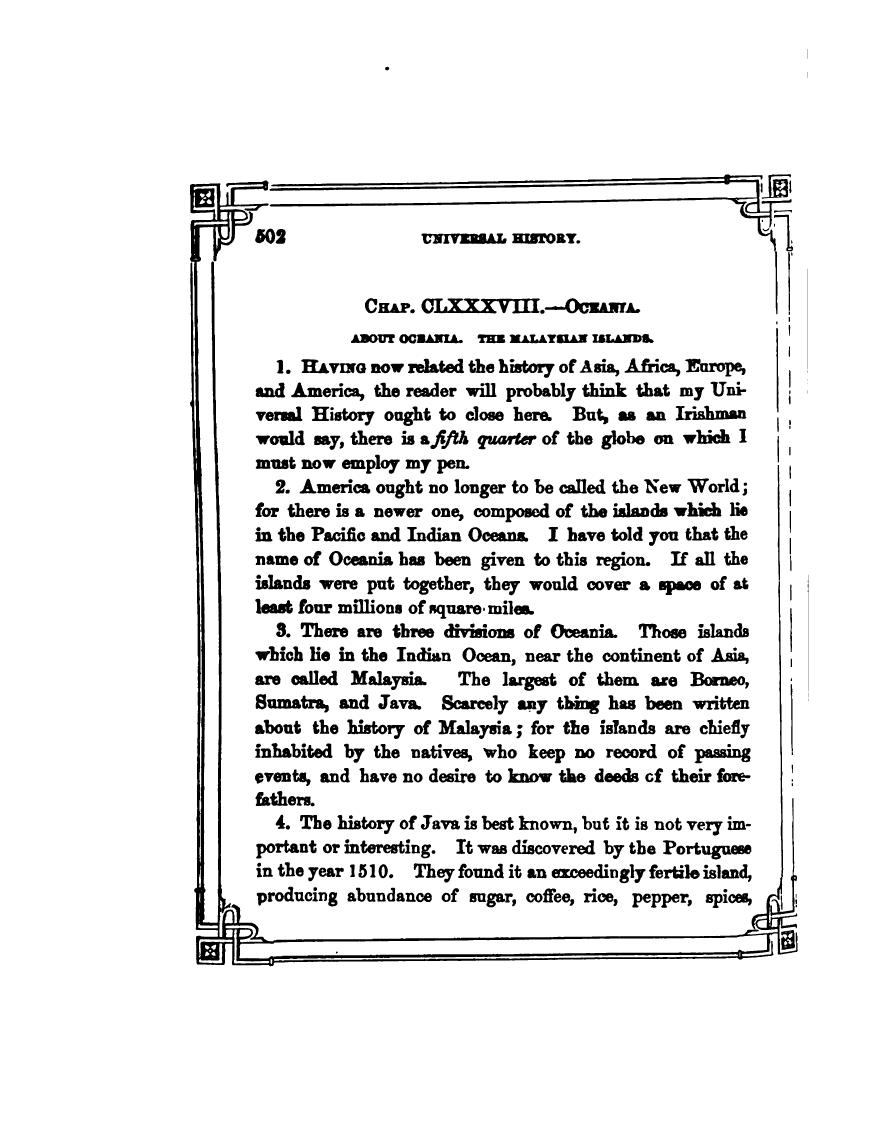 502 UNIVERSAL HISTORY.
CHAP. CLXXXVIII.—OCEANIA.
ABOUT OCEANIA. THE MALAYSIAN ISLANDS.
1. HAVING now related the history of Asia, Africa, Europe,
and America, the reader will probably think that my Uni-
versal History ought to close here. But, as an Irishman
would say, there is a fifth quarter of the globe on which I
must now employ my pen.
2. America ought no longer to be called the New World;
for there is a newer one, composed of the islands which lie
in the Pacific and Indian Oceans. I have told you that the
name of Oceania has been given to this region. If all the
islands were put together, they would cover a space of at
least four millions of square miles.
3. There are three divisions of Oceania. Those islands
which lie in the Indian Ocean, near the continent of Asia,
are called Malaysia. The largest of them are Borneo,
Sumatra, and Java. Scarcely any thing has been written
about the history of Malaysia; for the islands are chiefly
inhabited by the natives, who keep no record of passing
events, and have no desire to know the deeds of their fore-
fathers.
4. The history of Java is best known, but it is not very im-
portant or interesting. It was discovered by the Portuguese
in the year 1510. They found it an exceedingly fertile island,
producing abundance of sugar, coffee, rice, pepper, spices,